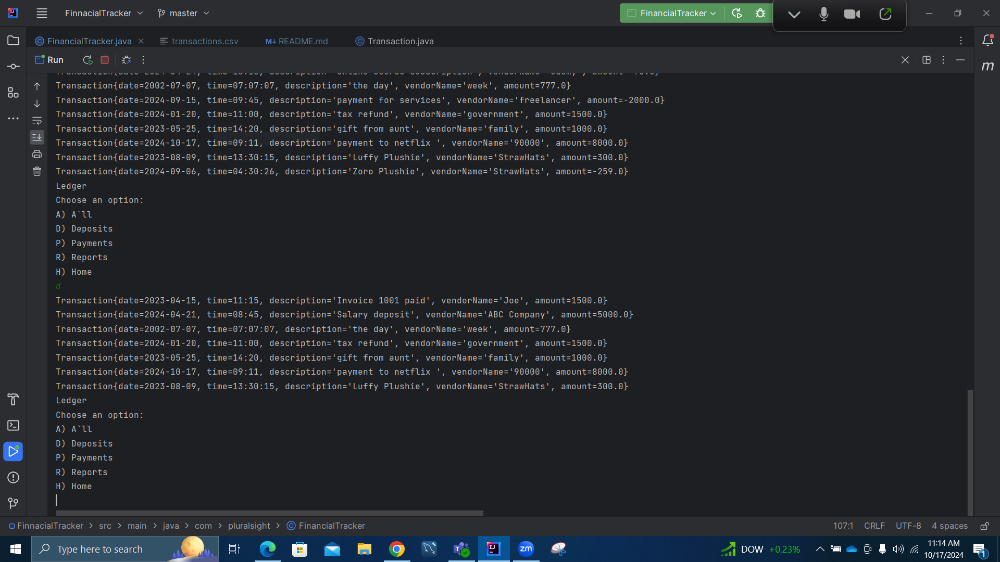 FinnacialTracker master FinancialTracker
FinancialTracker.java transactions.csv M↓ README.md Transaction.java
Run
Transaction{date=2002-07-07, time=07:07:07, description='the day', vendorName='week', amount=777.0}
Transaction{date=2024-09-15, time=09:45, description='payment for services', vendorName='freelancer', amount=-2000.0}
Transaction{date=2024-01-20, time=11:00, description='tax refund', vendorName='government', amount=1500.0}
Transaction{date=2023-05-25, time=14:20, description='gift from aunt', vendorName='family', amount=1000.0}
Transaction{date=2024-10-17, time=09:11, description='payment to netflix ', vendorName='90000', amount=8000.0}
Transaction{date=2023-08-09, time=13:30:15, description='Luffy Plushie', vendorName='StrawHats', amount=300.0}
Transaction{date=2024-09-06, time=04:30:26, description='Zoro Plushie', vendorName='StrawHats', amount=-259.0}
Ledger
Choose an option:
A) A`ll
D) Deposits
P) Payments
R) Reports
H) Home
d
Transaction{date=2023-04-15, time=11:15, description='Invoice 1001 paid', vendorName='Joe', amount=1500.0}
Transaction{date=2024-04-21, time=08:45, description='Salary deposit', vendorName='ABC Company', amount=5000.0}
Transaction{date=2002-07-07, time=07:07:07, description='the day', vendorName='week', amount=777.0}
Transaction{date=2024-01-20, time=11:00, description='tax refund', vendorName='government', amount=1500.0}
Transaction{date=2023-05-25, time=14:20, description='gift from aunt', vendorName='family', amount=1000.0}
Transaction{date=2024-10-17, time=09:11, description='payment to netflix ', vendorName='90000', amount=8000.0}
Transaction{date=2023-08-09, time=13:30:15, description='Luffy Plushie', vendorName='StrawHats', amount=300.0}
Ledger
Choose an option:
A) A`ll
D) Deposits
P) Payments
R) Reports
H) Home
FinnacialTracker > src > main > java > com > pluralsight > FinancialTracker 107:1 CRLF UTF-8 4 spaces
Type here to search DOW +0.23% 11:14 AM
10/17/2024 1